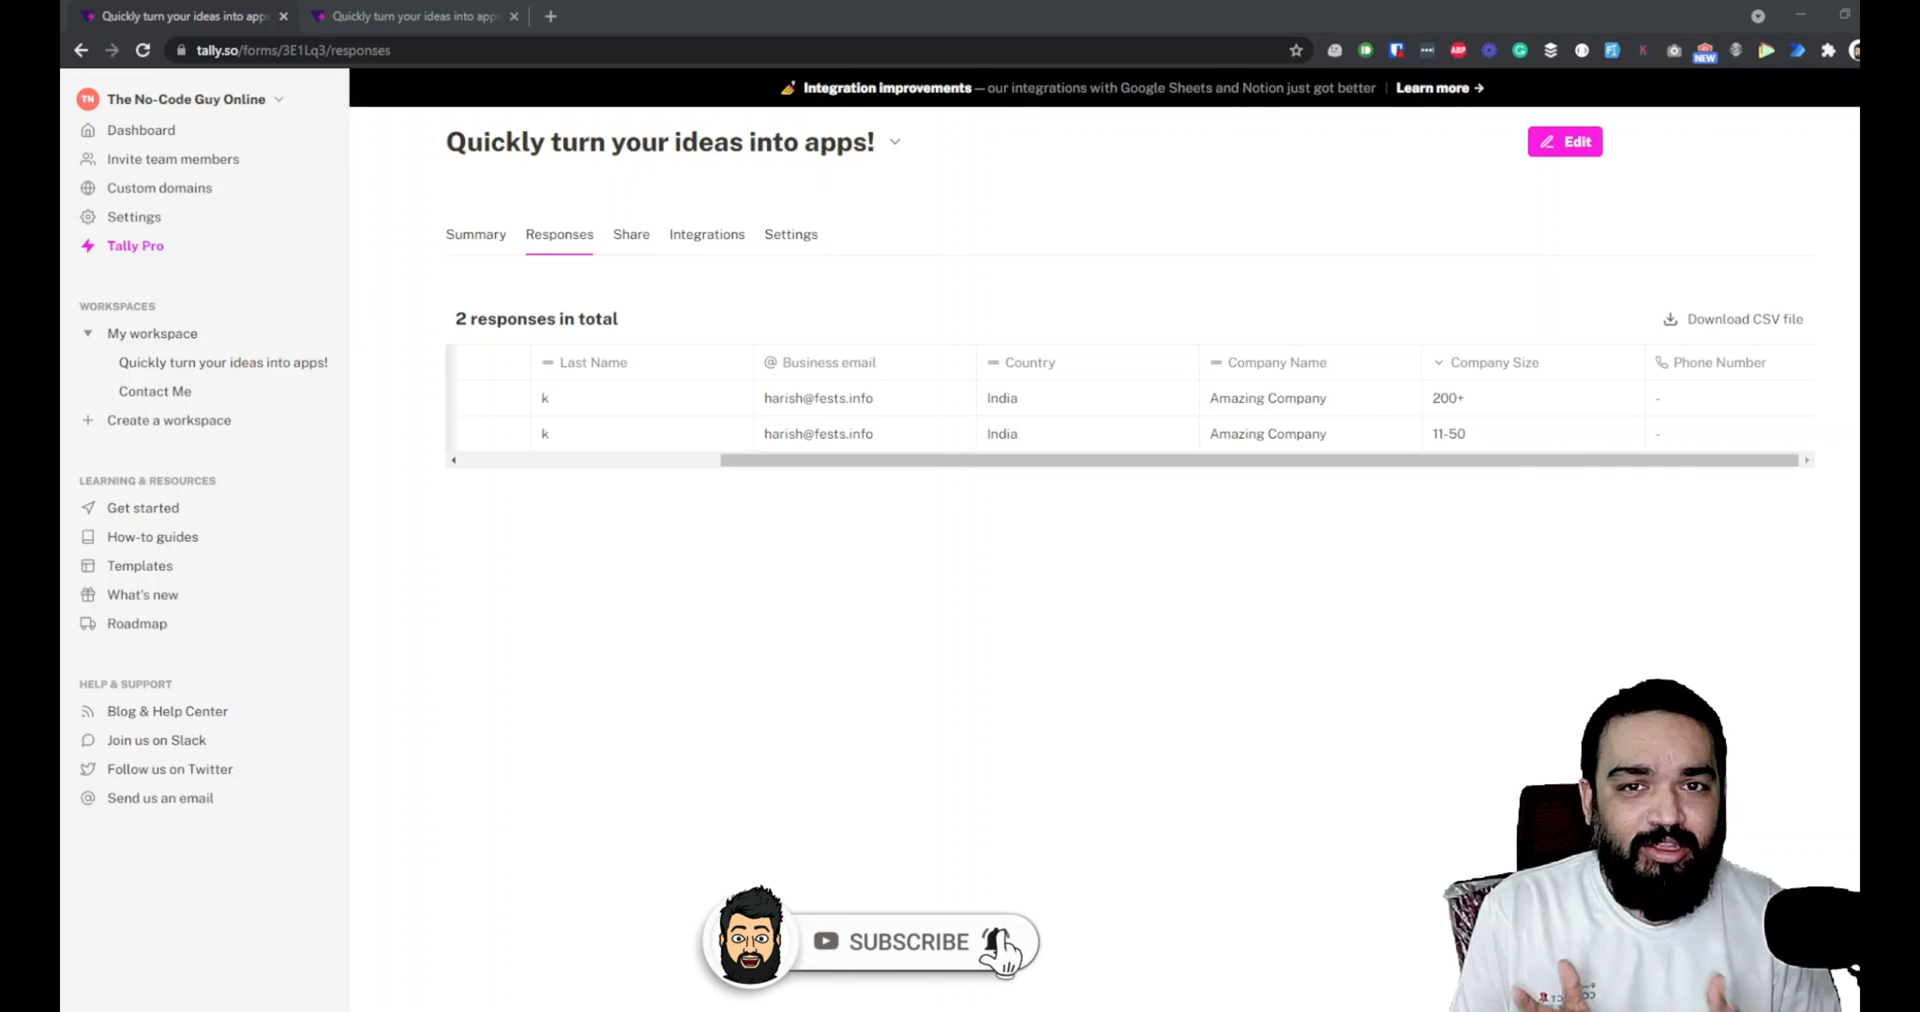 Quickly turn your ideas into apps
Quickly turn your ideas into apps
tally.so/forms/3E1Lq3/responses
ABP
NEW
TN The No-Code Guy Online
Dashboard
Invite team members
Custom domains
Settings
Tally Pro
WORKSPACES
My workspace
Quickly turn your ideas into apps!
Contact Me
Create a workspace
LEARNING & RESOURCES
Get started
How-to guides
Templates
What's new
Roadmap
HELP & SUPPORT
Blog & Help Center
Join us on Slack
Follow us on Twitter
Send us an email
Integration improvements — our integrations with Google Sheets and Notion just got better | Learn more →
Quickly turn your ideas into apps!
Edit
Summary Responses Share Integrations Settings
2 responses in total
Download CSV file
Last Name Business email Country Company Name Company Size Phone Number
k harish@fests.info India Amazing Company 200+ -
k harish@fests.info India Amazing Company 11-50 -
SUBSCRIBE